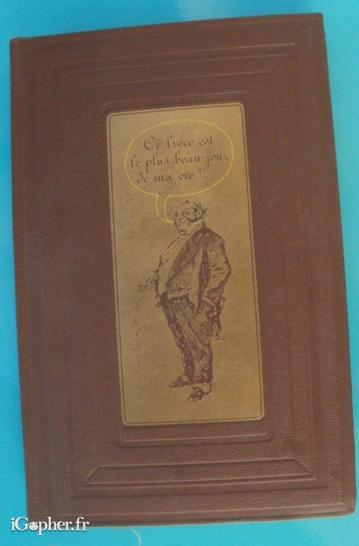 Ce livre est
le plus beau jour
de ma vie !..
iGopher.fr